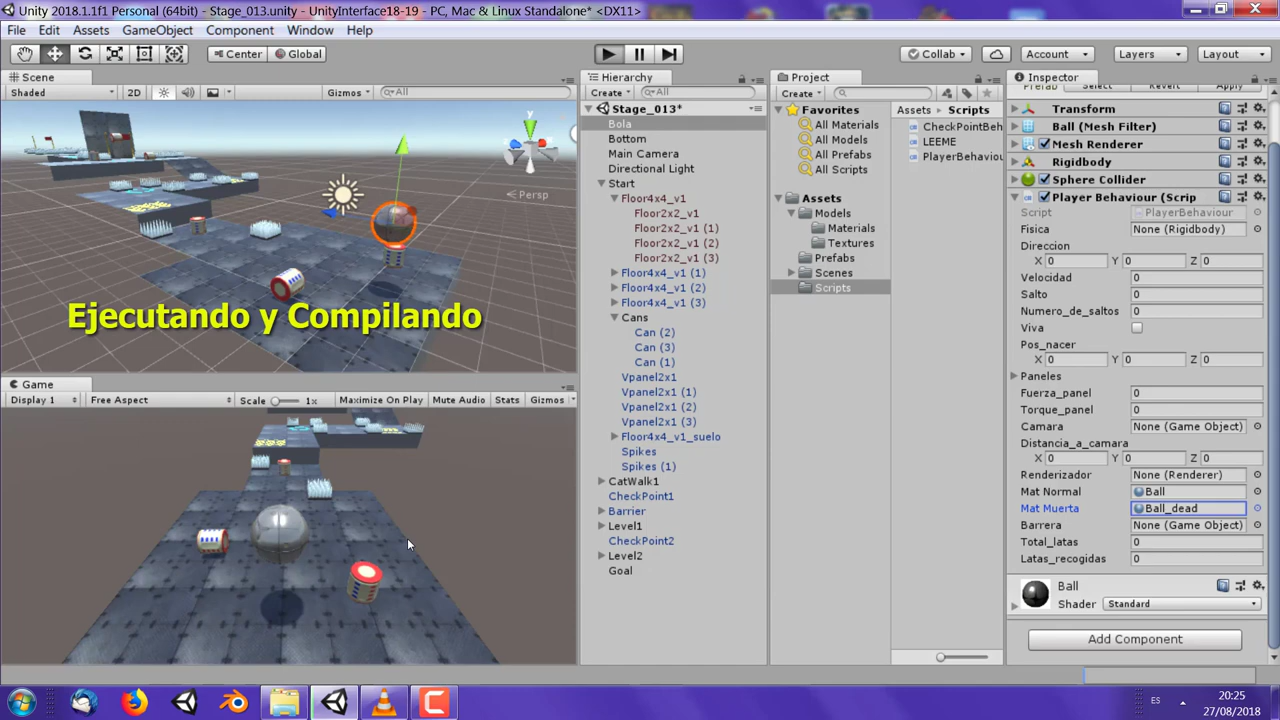 Unity 2018.1.1f1 Personal (64bit) - Stage_013.unity - UnityInterface18-19 - PC, Mac & Linux Standalone* <DX11>
File Edit Assets GameObject Component Window Help
Center Global Collab Account Layers Layout
Scene
Shaded 2D Gizmos All
y
Persp
Ejecutando y Compilando
Game
Display 1 Free Aspect Scale 1x Maximize On Play Mute Audio Stats Gizmos
Hierarchy
Create All
Stage_013*
Bola
Bottom
Main Camera
Directional Light
Start
Floor4x4_v1
Floor2x2_v1
Floor2x2_v1 (1)
Floor2x2_v1 (2)
Floor2x2_v1 (3)
Floor4x4_v1 (1)
Floor4x4_v1 (2)
Floor4x4_v1 (3)
Cans
Can (2)
Can (3)
Can (1)
Vpanel2x1
Vpanel2x1 (1)
Vpanel2x1 (2)
Vpanel2x1 (3)
Floor4x4_v1_suelo
Spikes
Spikes (1)
CatWalk1
CheckPoint1
Barrier
Level1
CheckPoint2
Level2
Goal
Project
Create
Favorites
All Materials
All Models
All Prefabs
All Scripts
Assets
Models
Materials
Textures
Prefabs
Scenes
Scripts
Assets Scripts
CheckPointBeh
LEEME
PlayerBehaviou
Inspector
Prefab Select Revert Apply
Transform
Ball (Mesh Filter)
Mesh Renderer
Rigidbody
Sphere Collider
Player Behaviour (Scrip
Script PlayerBehaviour
Fisica None (Rigidbody)
Direccion
X 0 Y 0 Z 0
Velocidad 0
Salto 0
Numero_de_saltos 0
Viva
Pos_nacer
X 0 Y 0 Z 0
Paneles
Fuerza_panel 0
Torque_panel 0
Camara None (Game Object)
Distancia_a_camara
X 0 Y 0 Z 0
Renderizador None (Renderer)
Mat Normal Ball
Mat Muerta Ball_dead
Barrera None (Game Object)
Total_latas 0
Latas_recogidas 0
Ball
Shader Standard
Add Component
ES
20:25
27/08/2018